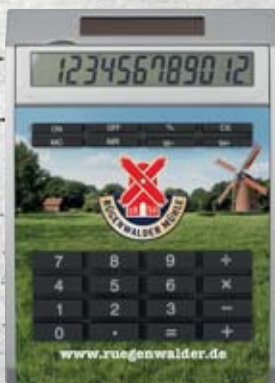 123456789012
ON OFF % CE
MC MR M- M+
RÜGENWALDER MÜHLE
7 8 9 ÷
4 5 6 ×
1 2 3 −
0 . = +
www.ruegenwalder.de